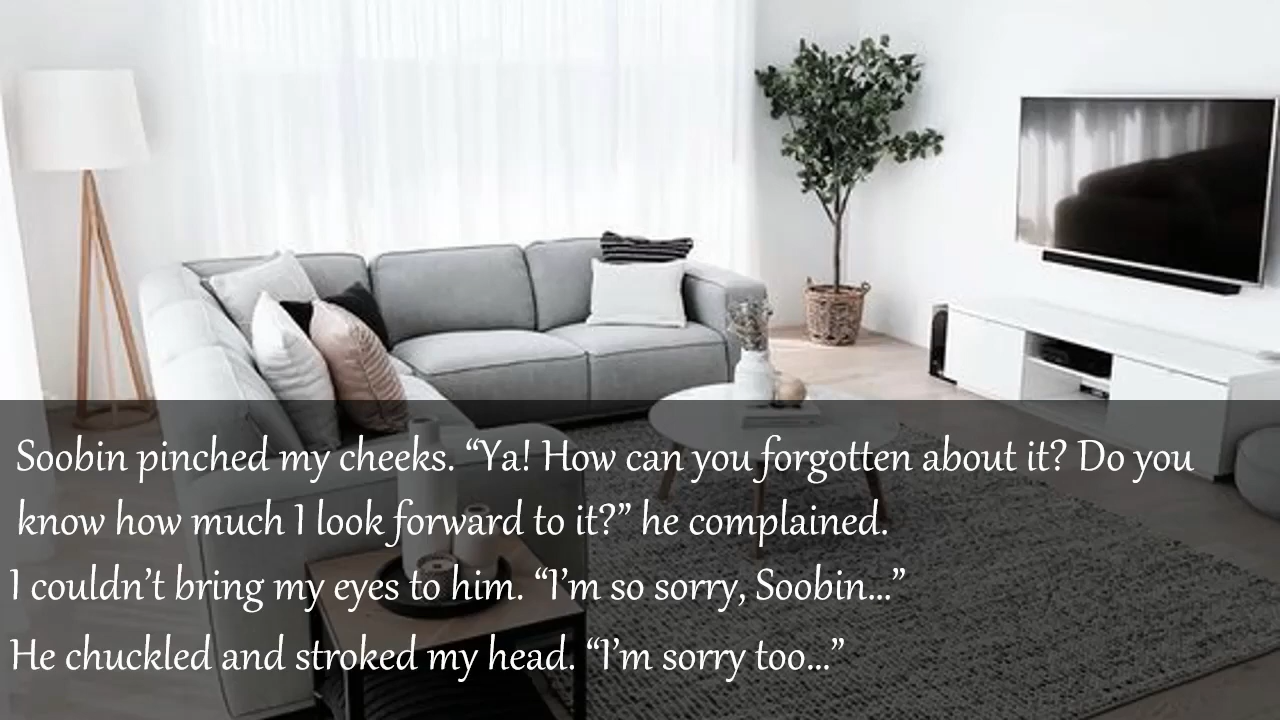 Soobin pinched my cheeks. “Ya! How can you forgotten about it? Do you
know how much I look forward to it?” he complained.
I couldn’t bring my eyes to him. “I’m so sorry, Soobin...”
He chuckled and stroked my head. “I’m sorry too...”